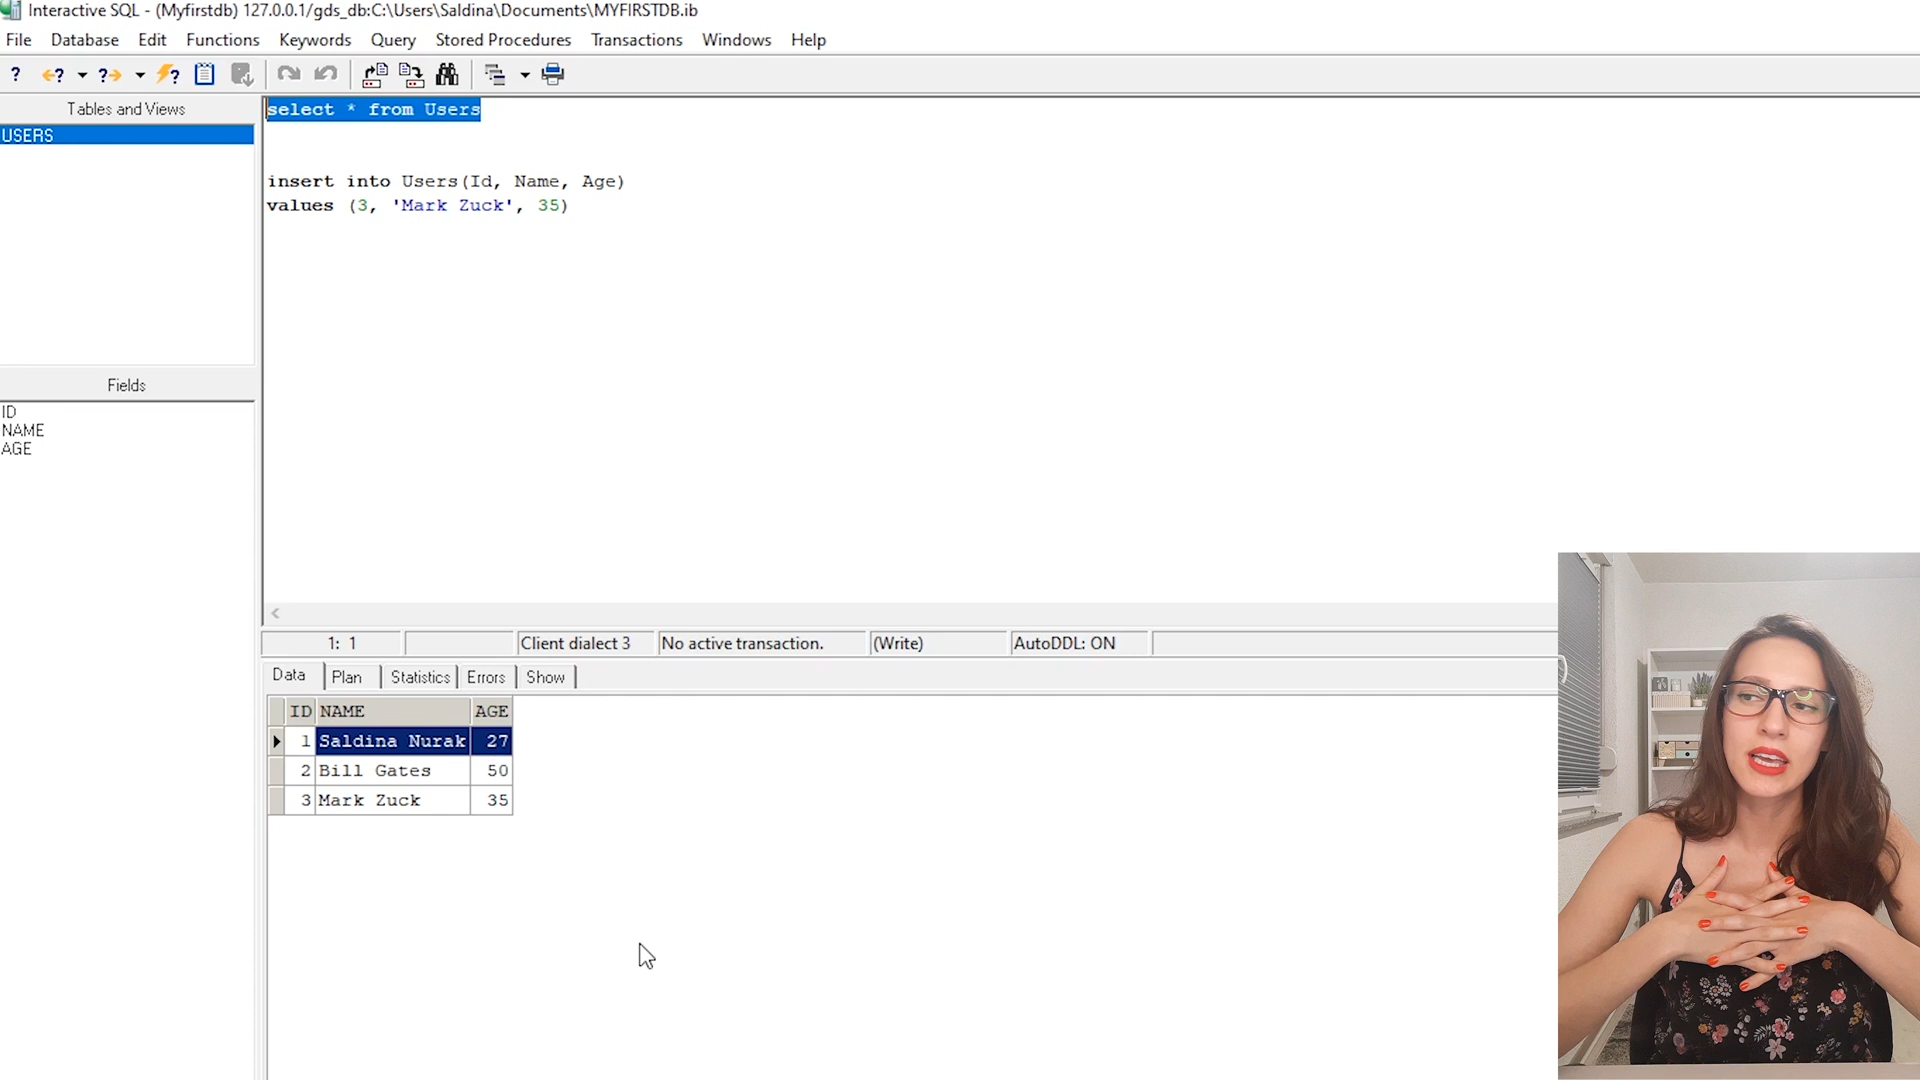 Interactive SQL - (Myfirstdb) 127.0.0.1/gds_db:C:\Users\Saldina\Documents\MYFIRSTDB.ib
File Database Edit Functions Keywords Query Stored Procedures Transactions Windows Help
Tables and Views
USERS
Fields
ID
NAME
AGE
select * from Users
insert into Users(Id, Name, Age)
values (3, 'Mark Zuck', 35)
1: 1 Client dialect 3 No active transaction. (Write) AutoDDL: ON
Data Plan Statistics Errors Show
ID NAME AGE
1 Saldina Nurak 27
2 Bill Gates 50
3 Mark Zuck 35